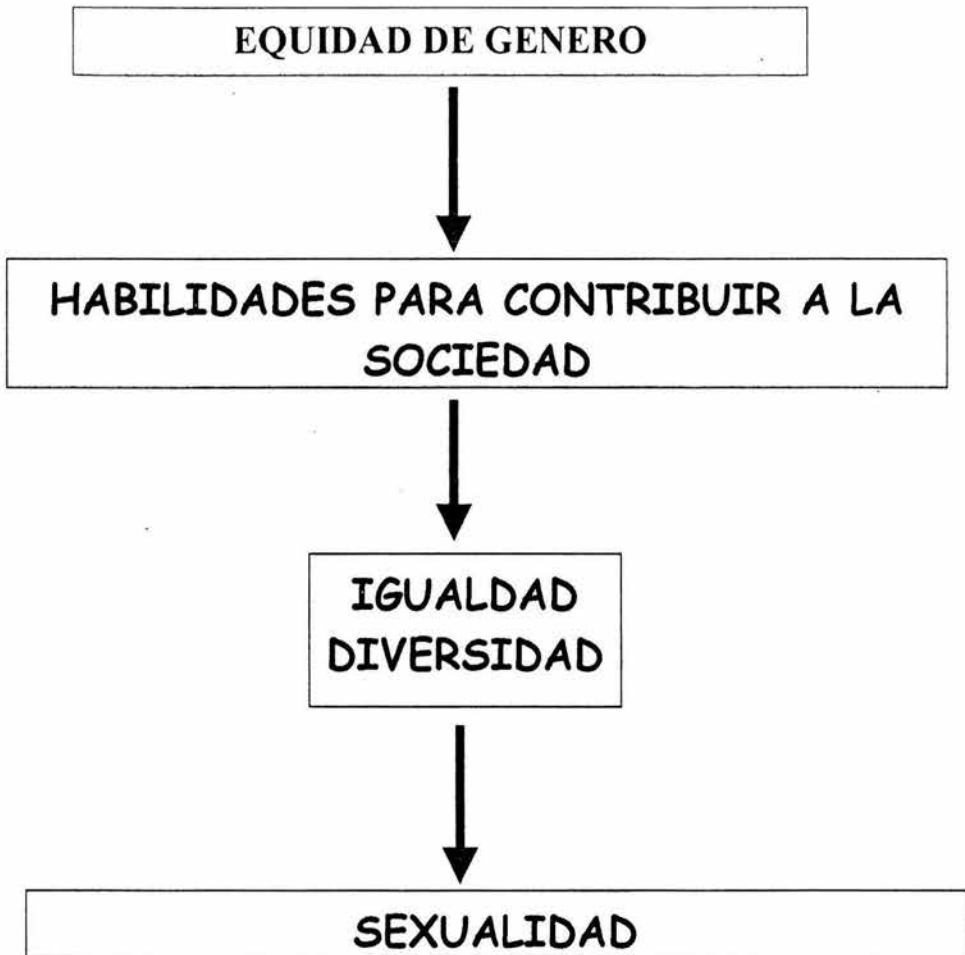 EQUIDAD DE GENERO
HABILIDADES PARA CONTRIBUIR A LA
SOCIEDAD
IGUALDAD
DIVERSIDAD
SEXUALIDAD